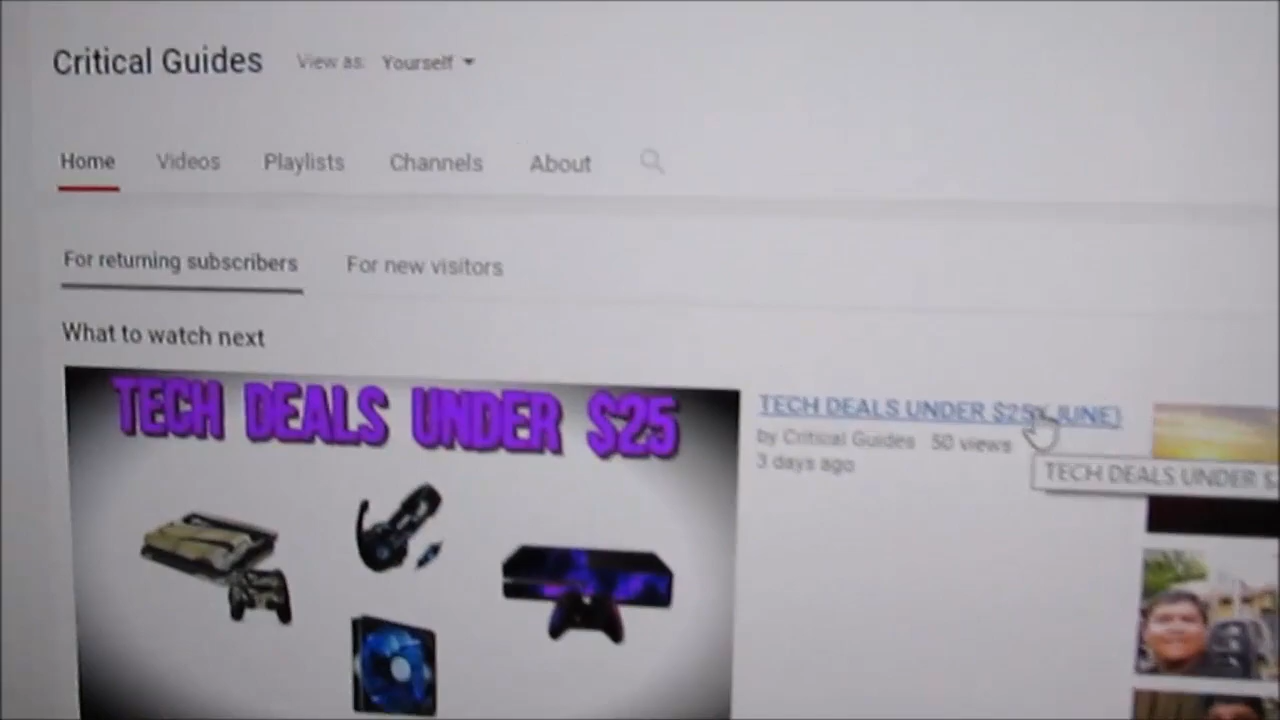 Critical Guides View as: Yourself
Home Videos Playlists Channels About
For returning subscribers For new visitors
What to watch next
TECH DEALS UNDER $25
TECH DEALS UNDER $25( JUNE)
by Critical Guides 50 views
3 days ago
TECH DEALS UNDER $